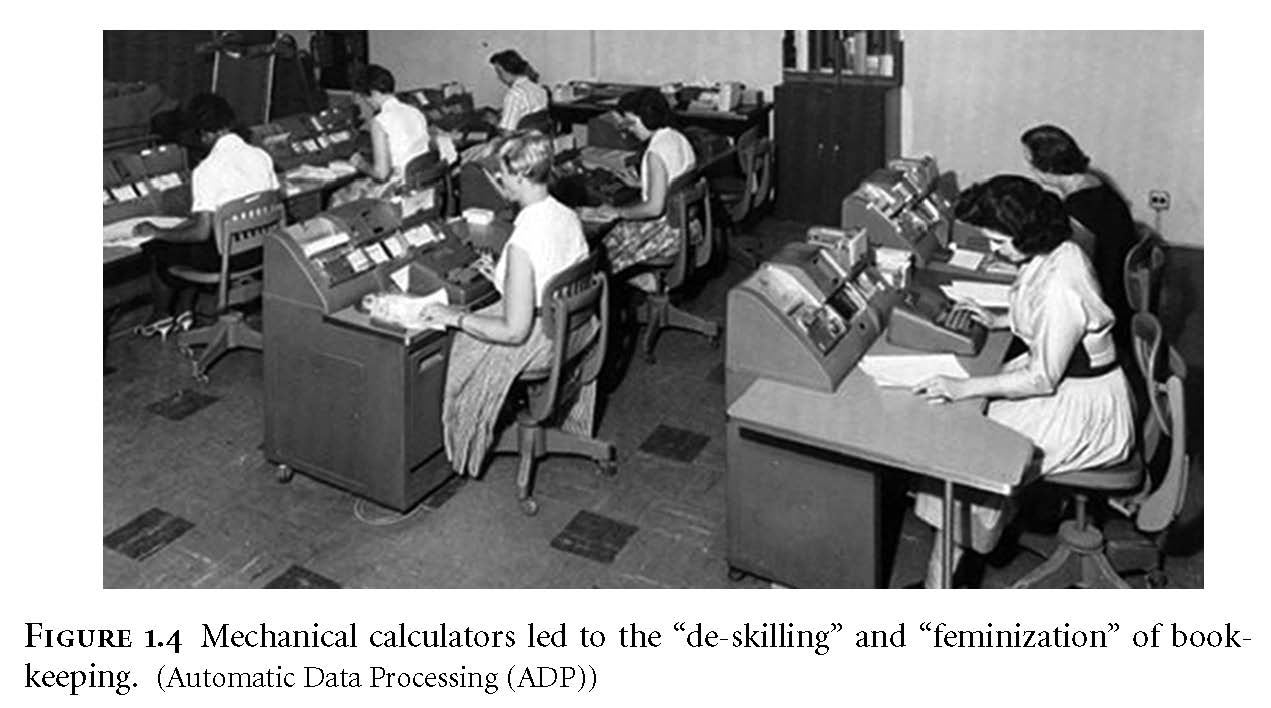 FIGURE 1.4 Mechanical calculators led to the “de-skilling” and “feminization” of book-
keeping. (Automatic Data Processing (ADP))